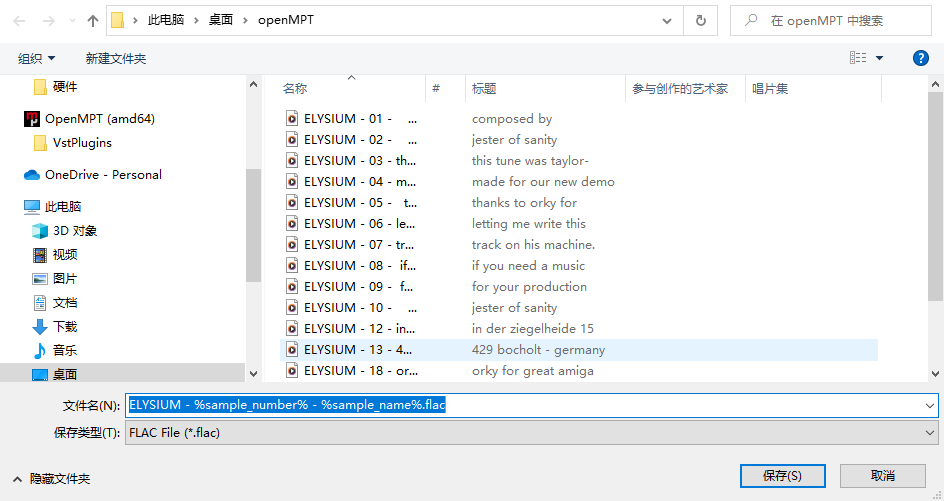 此电脑 > 桌面 > openMPT
在 openMPT 中搜索
组织 新建文件夹 ?
硬件
OpenMPT (amd64)
VstPlugins
OneDrive - Personal
此电脑
3D 对象
视频
图片
文档
下载
音乐
桌面
名称 # 标题 参与创作的艺术家 唱片集
ELYSIUM - 01 - ... composed by
ELYSIUM - 02 - ... jester of sanity
ELYSIUM - 03 - th... this tune was taylor-
ELYSIUM - 04 - m... made for our new demo
ELYSIUM - 05 - t... thanks to orky for
ELYSIUM - 06 - le... letting me write this
ELYSIUM - 07 - tr... track on his machine.
ELYSIUM - 08 - if... if you need a music
ELYSIUM - 09 - f... for your production
ELYSIUM - 10 - ... jester of sanity
ELYSIUM - 12 - in... in der ziegelheide 15
ELYSIUM - 13 - 4... 429 bocholt - germany
ELYSIUM - 18 - or... orky for great amiga
文件名(N): ELYSIUM - %sample_number% - %sample_name%.flac
保存类型(T): FLAC File (*.flac)
隐藏文件夹 保存(S) 取消